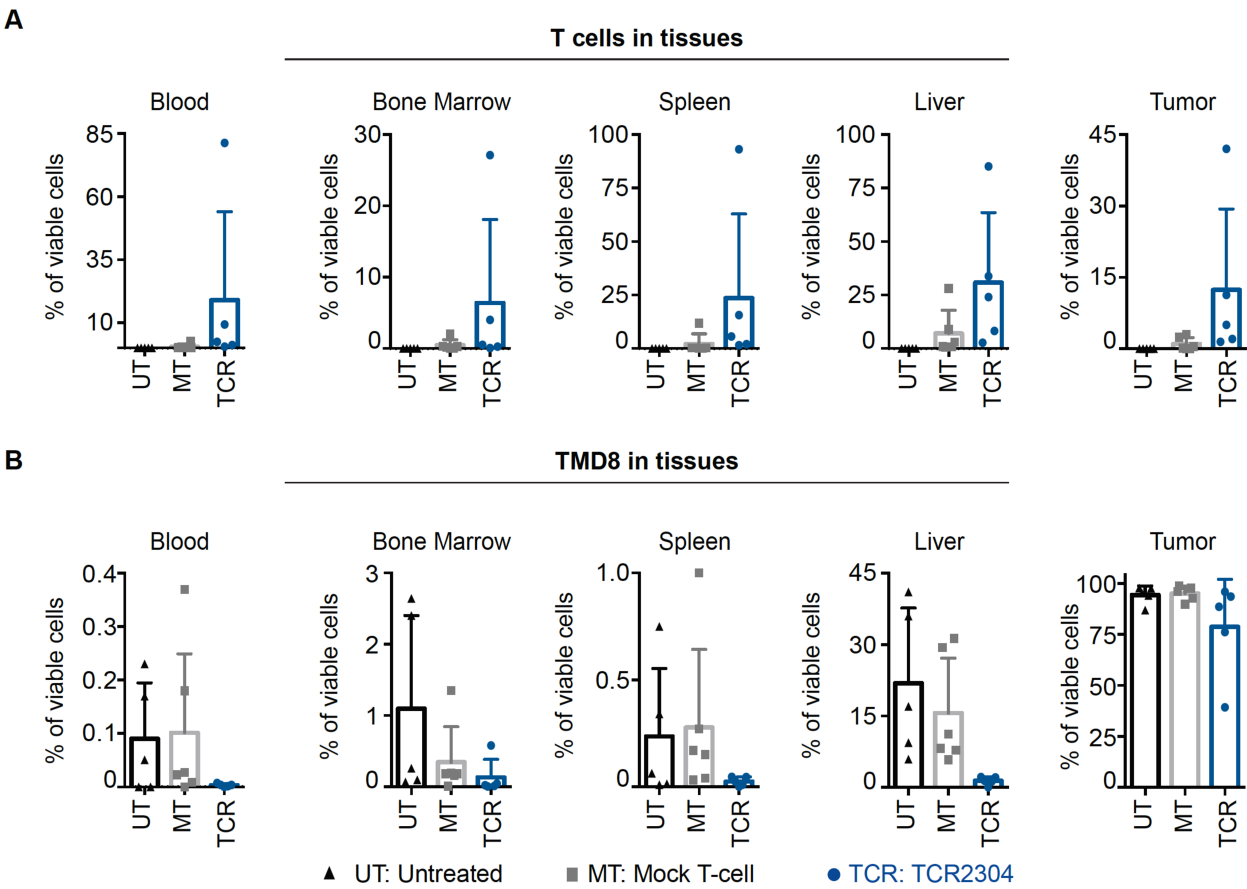 A
T cells in tissues
Blood
Bone Marrow
Spleen
Liver
Tumor
% of viable cells
85
60
35
10
UT
MT
TCR
% of viable cells
30
20
10
0
UT
MT
TCR
% of viable cells
100
75
50
25
0
UT
MT
TCR
% of viable cells
100
75
50
25
0
UT
MT
TCR
% of viable cells
45
30
15
0
UT
MT
TCR
B
TMD8 in tissues
Blood
Bone Marrow
Spleen
Liver
Tumor
% of viable cells
0.4
0.3
0.2
0.1
0
UT
MT
TCR
% of viable cells
3
2
1
0
UT
MT
TCR
% of viable cells
1.0
0.5
0
UT
MT
TCR
% of viable cells
45
30
15
0
UT
MT
TCR
% of viable cells
100
75
50
25
0
UT
MT
TCR
UT: Untreated
MT: Mock T-cell
TCR: TCR2304